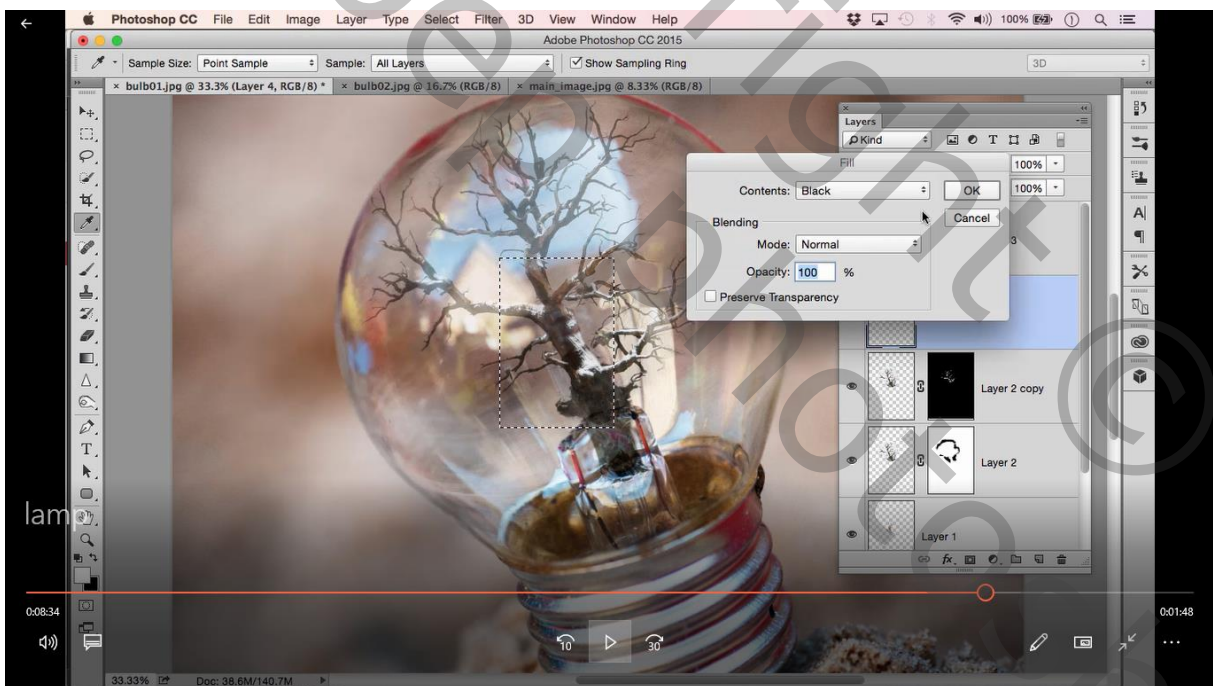 Photoshop CC File Edit Image Layer Type Select Filter 3D View Window Help 100%
Adobe Photoshop CC 2015
Sample Size: Point Sample Sample: All Layers Show Sampling Ring 3D
× bulb01.jpg @ 33.3% (Layer 4, RGB/8) * × bulb02.jpg @ 16.7% (RGB/8) × main_image.jpg @ 8.33% (RGB/8)
Layers
Kind
Fill 100%
Contents: Black OK 100%
Blending Cancel
Mode: Normal 3
Opacity: 100 %
Preserve Transparency
Layer 2 copy
Layer 2
lamp
Layer 1
fx
0:08:34 0:01:48
10 30
33.33% Doc: 38.6M/140.7M